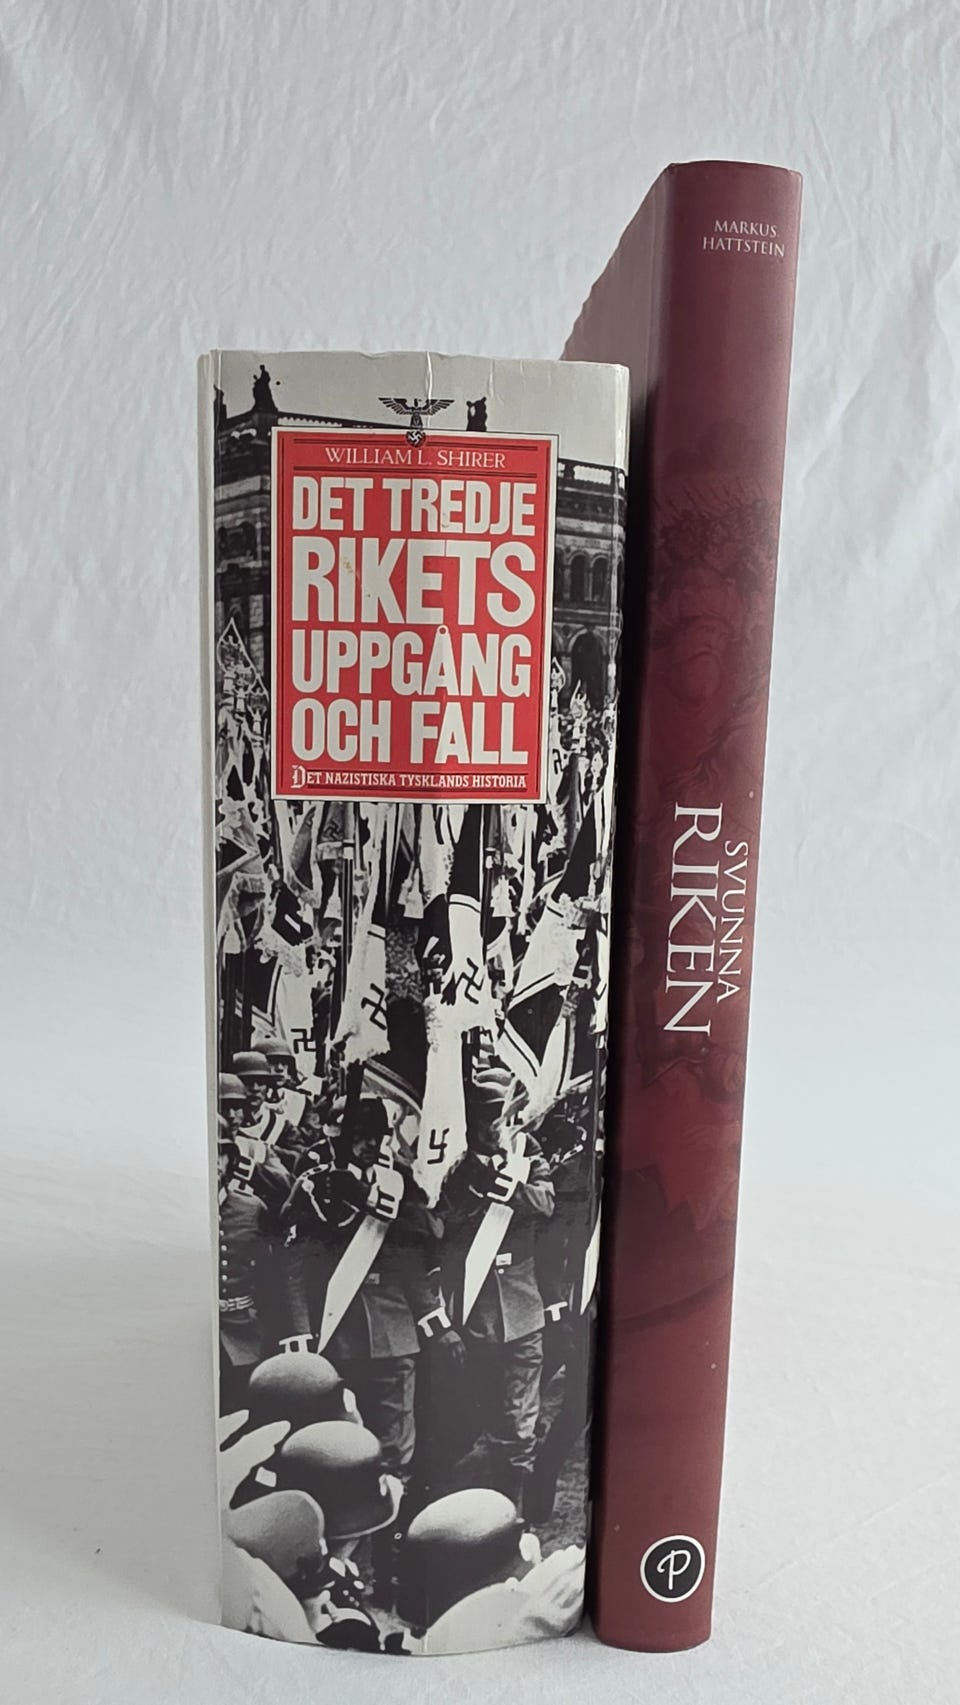 WILLIAM L. SHIRER
DET TREDJE
RIKETS
UPPGÅNG
OCH FALL
DET NAZISTISKA TYSKLANDS HISTORIA
MARKUS
HATTSTEIN
SVUNNA
RIKEN
P